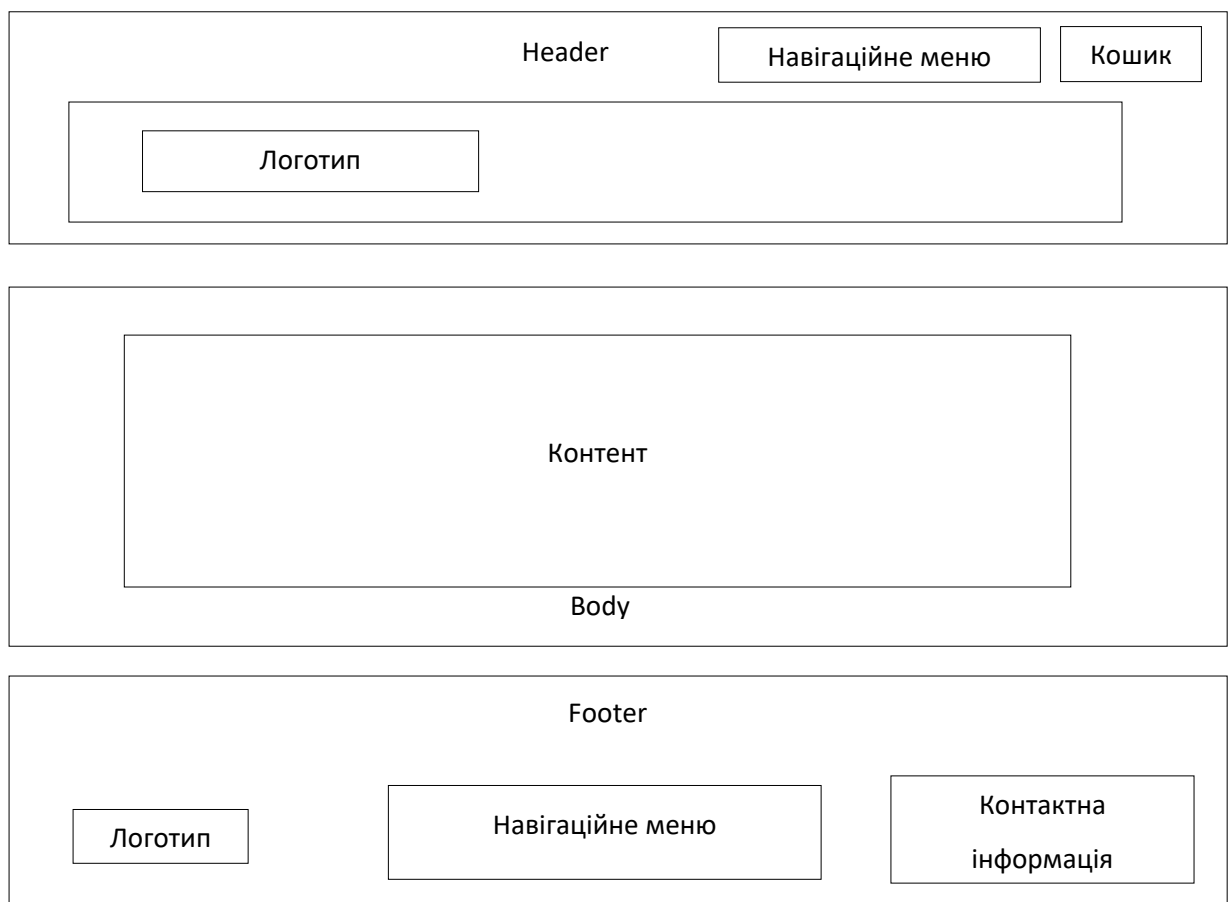 Header
Навігаційне меню
Кошик
Логотип
Контент
Body
Footer
Логотип
Навігаційне меню
Контактна
інформація